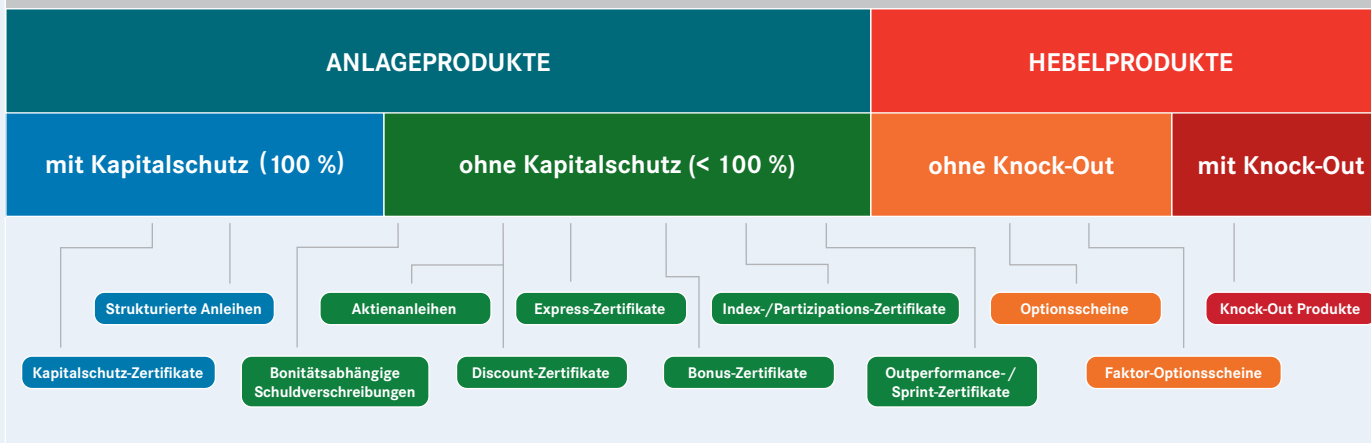 ANLAGEPRODUKTE
HEBELPRODUKTE
mit Kapitalschutz (100 %)
ohne Kapitalschutz (< 100 %)
ohne Knock-Out
mit Knock-Out
Strukturierte Anleihen
Aktienanleihen
Express-Zertifikate
Index-/Partizipations-Zertifikate
Optionsscheine
Knock-Out Produkte
Kapitalschutz-Zertifikate
Bonitätsabhängige
Schuldverschreibungen
Discount-Zertifikate
Bonus-Zertifikate
Outperformance-/
Sprint-Zertifikate
Faktor-Optionsscheine